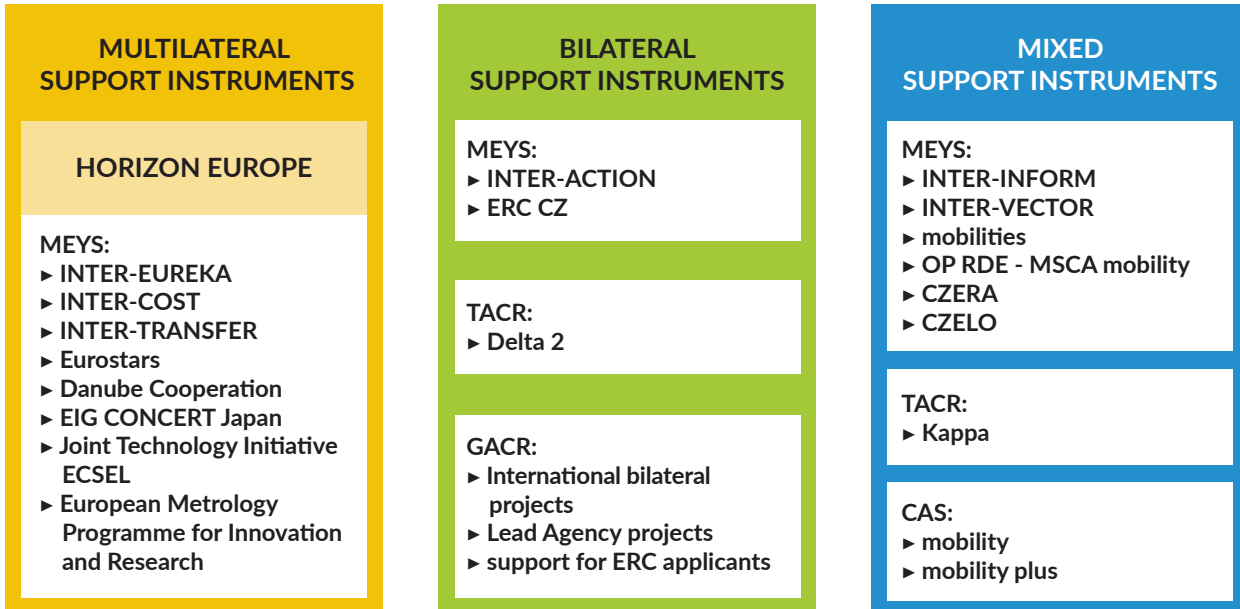 MULTILATERAL
SUPPORT INSTRUMENTS
HORIZON EUROPE
MEYS:
► INTER-EUREKA
► INTER-COST
► INTER-TRANSFER
► Eurostars
► Danube Cooperation
► EIG CONCERT Japan
► Joint Technology Initiative
ECSEL
► European Metrology
Programme for Innovation
and Research
BILATERAL
SUPPORT INSTRUMENTS
MEYS:
► INTER-ACTION
► ERC CZ
TACR:
► Delta 2
GACR:
► International bilateral
projects
► Lead Agency projects
► support for ERC applicants
MIXED
SUPPORT INSTRUMENTS
MEYS:
► INTER-INFORM
► INTER-VECTOR
► mobilities
► OP RDE - MSCA mobility
► CZERA
► CZELO
TACR:
► Kappa
CAS:
► mobility
► mobility plus